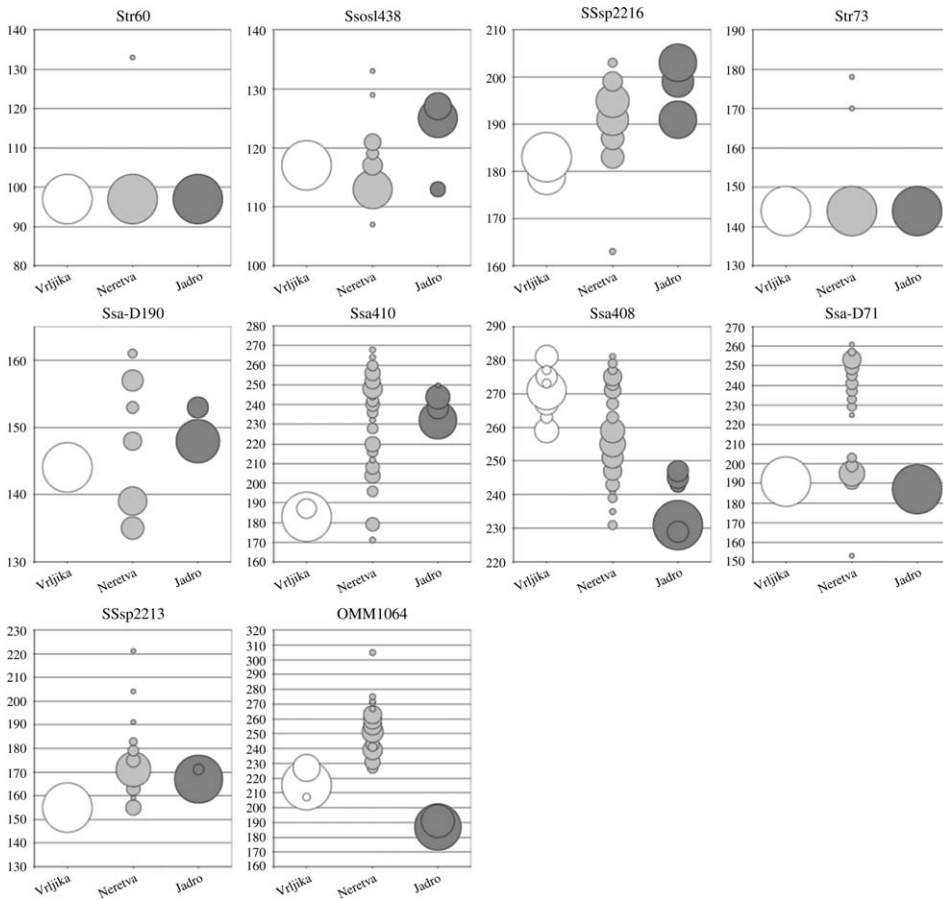 Str60
140
130
120
110
100
90
80
Vrljika
Neretva
Jadro
Ssosl438
140
130
120
110
100
Vrljika
Neretva
Jadro
SSsp2216
210
200
190
180
170
160
Vrljika
Neretva
Jadro
Str73
190
180
170
160
150
140
130
Vrljika
Neretva
Jadro
Ssa-D190
160
150
140
130
Vrljika
Neretva
Jadro
Ssa410
280
270
260
250
240
230
220
210
200
190
180
170
160
Vrljika
Neretva
Jadro
Ssa408
290
280
270
260
250
240
230
220
Vrljika
Neretva
Jadro
Ssa-D71
270
260
250
240
230
220
210
200
190
180
170
160
150
Vrljika
Neretva
Jadro
SSsp2213
230
220
210
200
190
180
170
160
150
140
130
Vrljika
Neretva
Jadro
OMM1064
320
310
300
290
280
270
260
250
240
230
220
210
200
190
180
170
160
Vrljika
Neretva
Jadro